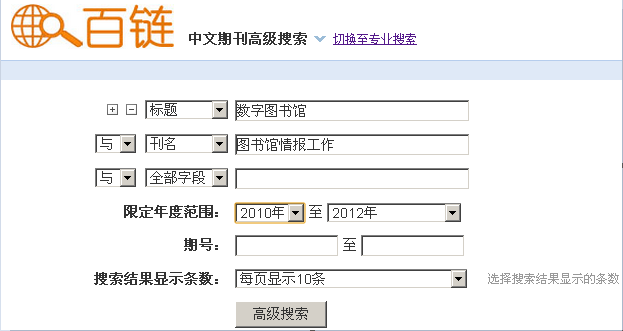 百链 中文期刊高级搜索 切换至专业搜索
标题 数字图书馆
与 刊名 图书馆情报工作
与 全部字段
限定年度范围： 2010年 至 2012年
期号： 至
搜索结果显示条数： 每页显示10条 选择搜索结果显示的条数
高级搜索